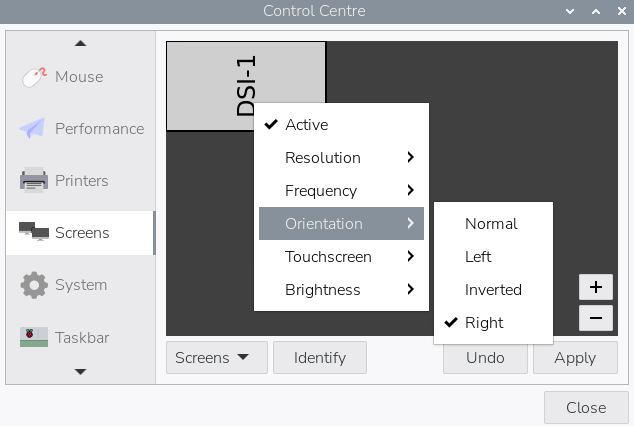 Control Centre
Mouse
Performance
Printers
Screens
System
Taskbar
DSI-1
Active
Resolution
Frequency
Orientation
Touchscreen
Brightness
Normal
Left
Inverted
Right
+
−
Screens
Identify
Undo
Apply
Close